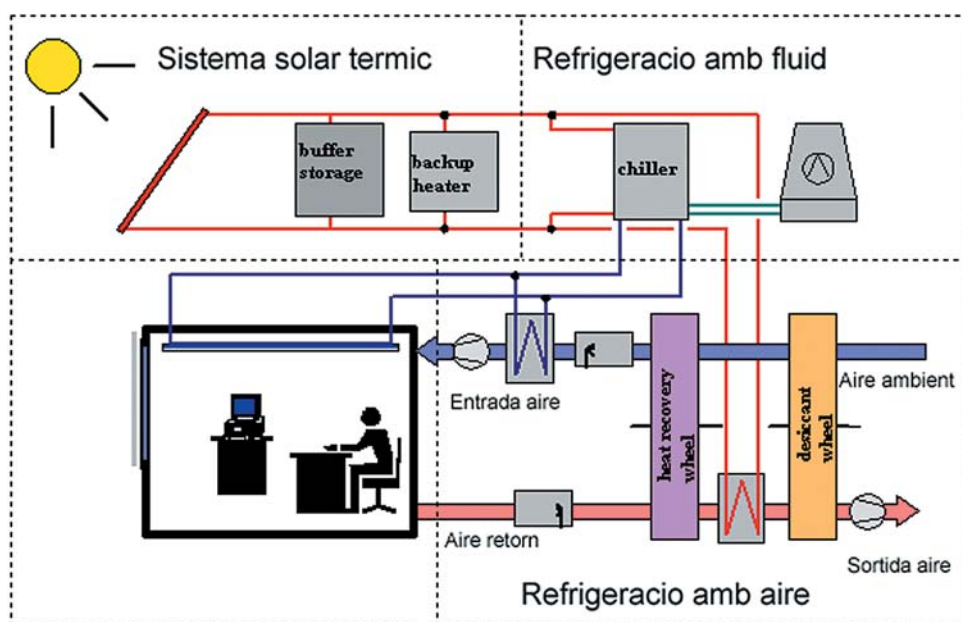 Sistema solar termic
Refrigeracio amb fluid
buffer
storage
backup
heater
chiller
Entrada aire
heat recovery
wheel
desiccant
wheel
Aire ambient
Aire retorn
Sortida aire
Refrigeracio amb aire